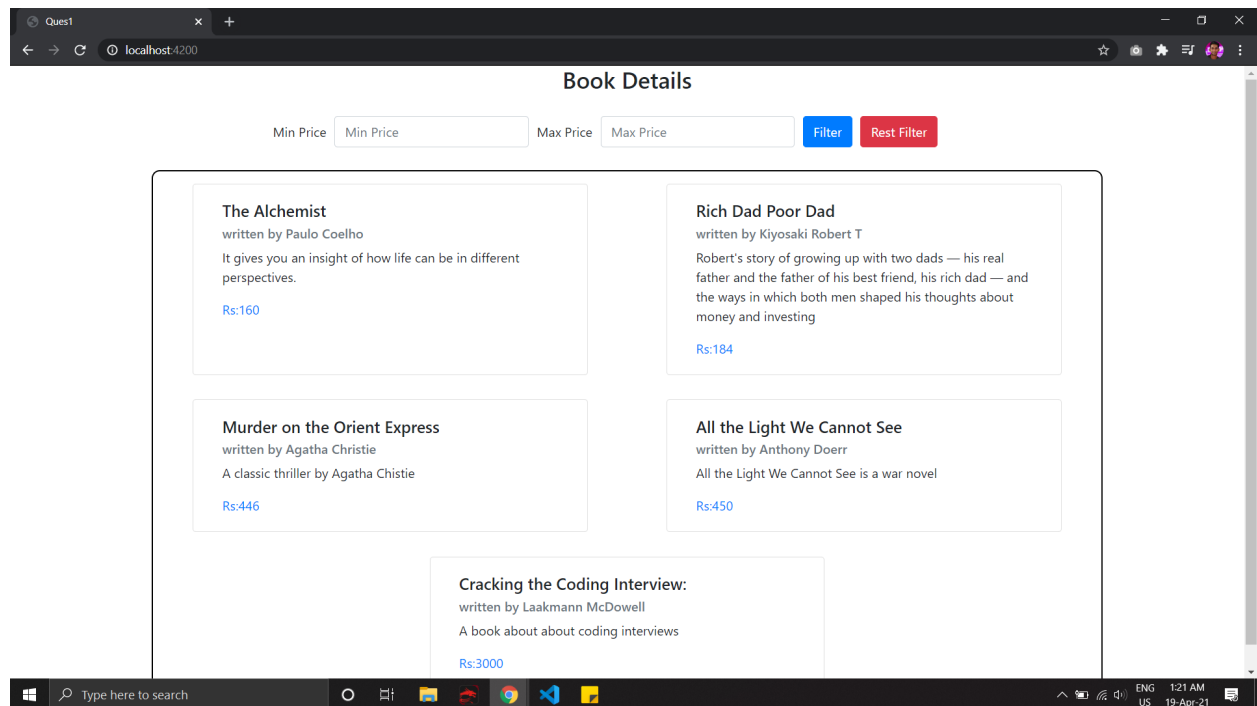 Ques1
localhost:4200
Book Details
Min Price Min Price Max Price Max Price Filter Rest Filter
The Alchemist
written by Paulo Coelho
It gives you an insight of how life can be in different
perspectives.
Rs:160
Rich Dad Poor Dad
written by Kiyosaki Robert T
Robert's story of growing up with two dads — his real
father and the father of his best friend, his rich dad — and
the ways in which both men shaped his thoughts about
money and investing
Rs:184
Murder on the Orient Express
written by Agatha Christie
A classic thriller by Agatha Chistie
Rs:446
All the Light We Cannot See
written by Anthony Doerr
All the Light We Cannot See is a war novel
Rs:450
Cracking the Coding Interview:
written by Laakmann McDowell
A book about about coding interviews
Rs:3000
Type here to search
ENG
US
1:21 AM
19-Apr-21